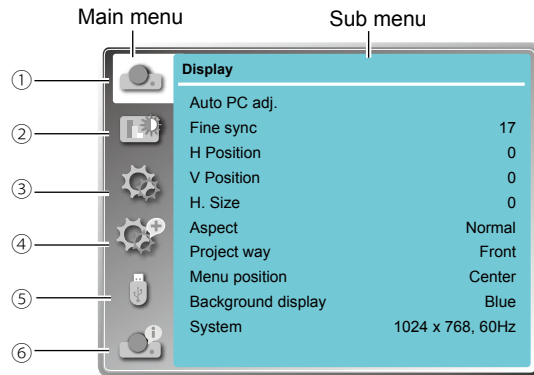 Main menu Sub menu
Display
① Auto PC adj.
② Fine sync 17
H Position 0
③ V Position 0
H. Size 0
④ Aspect Normal
Project way Front
⑤ Menu position Center
Background display Blue
⑥ System 1024 x 768, 60Hz